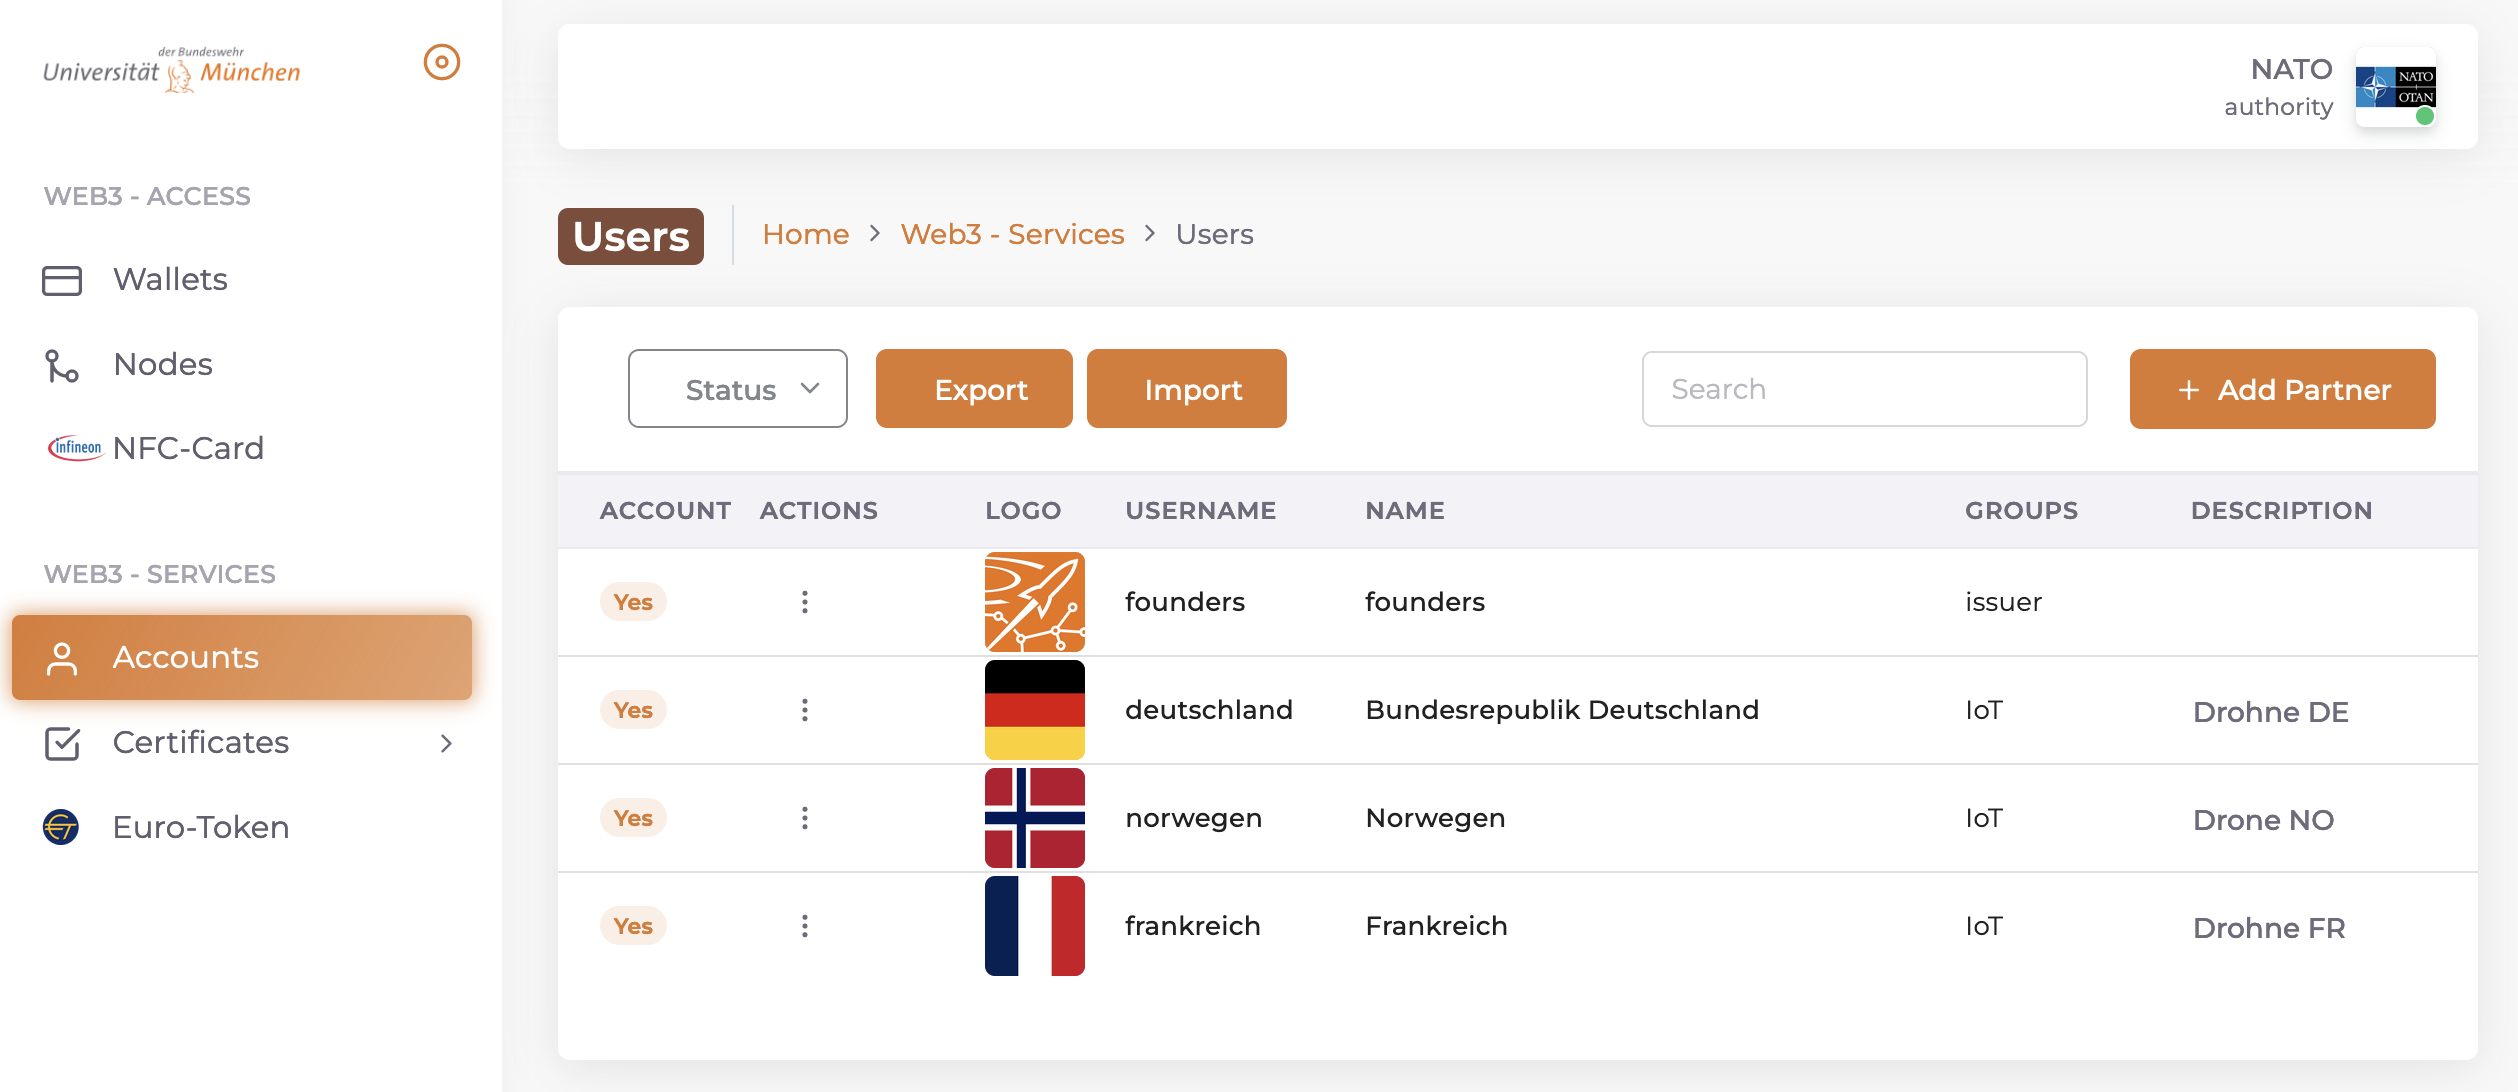 der Bundeswehr
Universität München
WEB3 - ACCESS
Wallets
Nodes
infineon NFC-Card
WEB3 - SERVICES
Accounts
Certificates
Euro-Token
NATO
authority
NATO
OTAN
Users
Home > Web3 - Services > Users
Status Export Import Search + Add Partner
ACCOUNT ACTIONS LOGO USERNAME NAME GROUPS DESCRIPTION
Yes founders founders issuer
Yes deutschland Bundesrepublik Deutschland IoT Drohne DE
Yes norwegen Norwegen IoT Drone NO
Yes frankreich Frankreich IoT Drohne FR